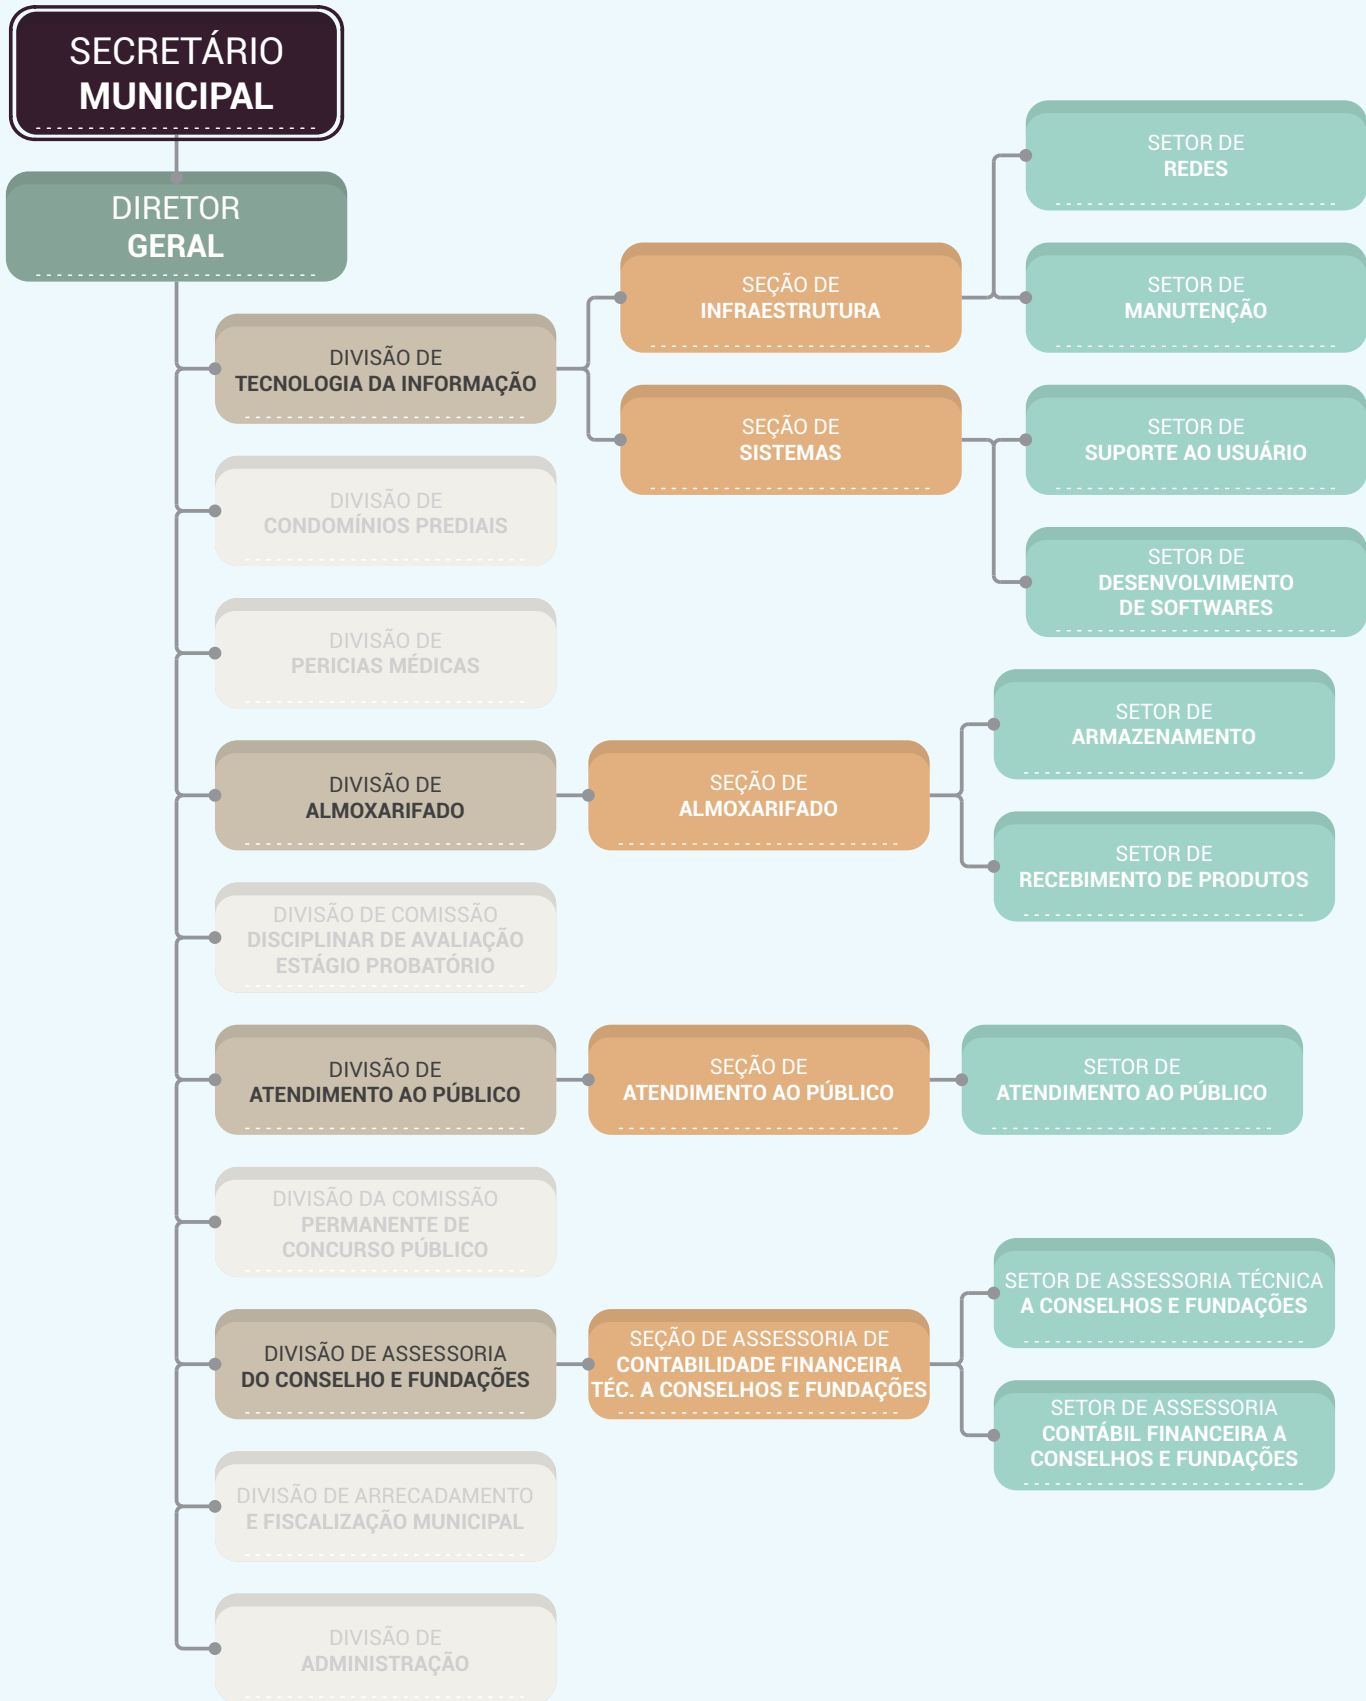 SECRETÁRIO
MUNICIPAL
DIRETOR
GERAL
DIVISÃO DE
TECNOLOGIA DA INFORMAÇÃO
SEÇÃO DE
INFRAESTRUTURA
SETOR DE
REDES
SETOR DE
MANUTENÇÃO
SEÇÃO DE
SISTEMAS
SETOR DE
SUPORTE AO USUÁRIO
SETOR DE
DESENVOLVIMENTO
DE SOFTWARES
DIVISÃO DE
CONDOMÍNIOS PREDIAIS
DIVISÃO DE
PERICIAS MÉDICAS
DIVISÃO DE
ALMOXARIFADO
SEÇÃO DE
ALMOXARIFADO
SETOR DE
ARMAZENAMENTO
SETOR DE
RECEBIMENTO DE PRODUTOS
DIVISÃO DE COMISSÃO
DISCIPLINAR DE AVALIAÇÃO
ESTÁGIO PROBATÓRIO
DIVISÃO DE
ATENDIMENTO AO PÚBLICO
SEÇÃO DE
ATENDIMENTO AO PÚBLICO
SETOR DE
ATENDIMENTO AO PÚBLICO
DIVISÃO DA COMISSÃO
PERMANENTE DE
CONCURSO PÚBLICO
DIVISÃO DE ASSESSORIA
DO CONSELHO E FUNDAÇÕES
SEÇÃO DE ASSESSORIA DE
CONTABILIDADE FINANCEIRA
TÉC. A CONSELHOS E FUNDAÇÕES
SETOR DE ASSESSORIA TÉCNICA
A CONSELHOS E FUNDAÇÕES
SETOR DE ASSESSORIA
CONTÁBIL FINANCEIRA A
CONSELHOS E FUNDAÇÕES
DIVISÃO DE ARRECADAMENTO
E FISCALIZAÇÃO MUNICIPAL
DIVISÃO DE
ADMINISTRAÇÃO